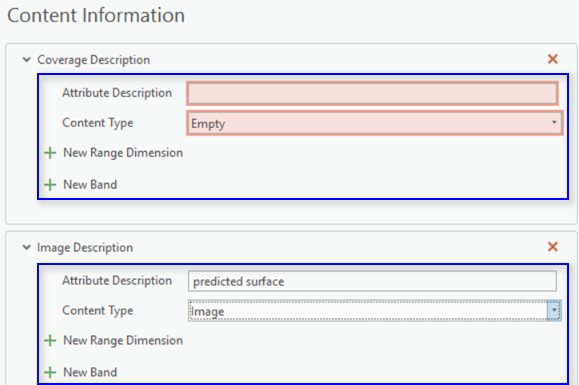 Content Information
Coverage Description
Attribute Description
Content Type Empty
New Range Dimension
New Band
Image Description
Attribute Description predicted surface
Content Type Image
New Range Dimension
New Band